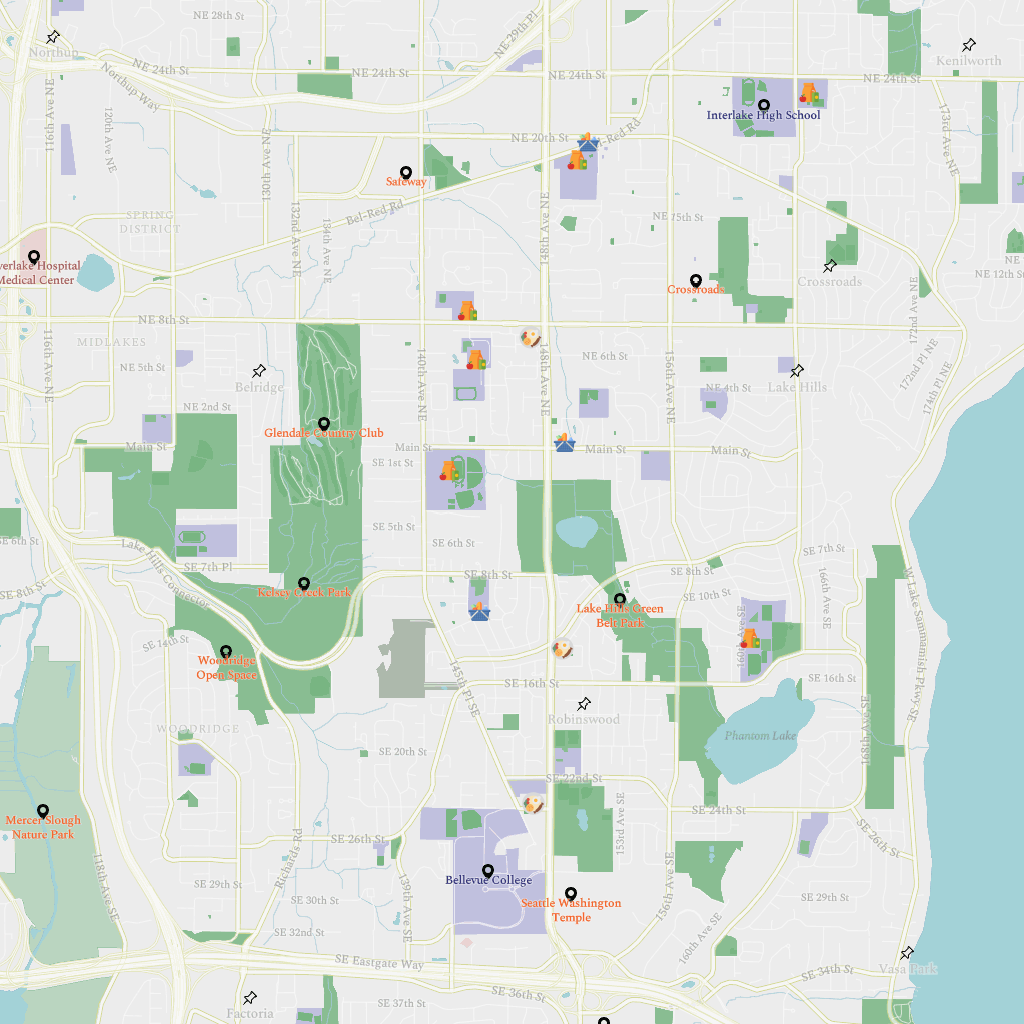 NE 28th St
NE 29th Pl
Northup
NE 24th St
NE 24th St
NE 24th St
NE 24th St
Kenilworth
Northup Way
116th Ave NE
120th Ave NE
Interlake High School
173rd Ave NE
NE 20th St
130th Ave NE
Safeway
Bel-Red Rd
132nd Ave NE
134th Ave NE
148th Ave NE
SPRING
DISTRICT
NE 15th St
Medical Center
Crossroads
Crossroads
NE 12th St
172nd Ave NE
NE 8th St
MIDLAKES
116th Ave NE
NE 5th St
Belridge
140th Ave NE
148th Ave NE
NE 6th St
156th Ave NE
NE 4th St
Lake Hills
172nd Pl NE
174th Pl NE
NE 2nd St
Glendale Country Club
Main St
Main St
Main St
Main St
SE 1st St
SE 5th St
SE 6th St
SE 6th St
SE 7th St
Lake Hills Connector
SE 7th Pl
SE 8th St
SE 8th St
SE 8th St
Kelsey Creek Park
SE 10th St
166th Ave SE
Lake Hills Green
Belt Park
160th Ave SE
W Lake Sammamish Pkwy SE
SE 14th St
Woodridge
Open Space
145th Pl SE
SE 16th St
SE 16th St
168th Ave SE
Robinswood
WOODRIDGE
Phantom Lake
SE 20th St
SE 22nd St
Mercer Slough
Nature Park
SE 24th St
153rd Ave SE
SE 26th St
SE 26th St
118th Ave SE
Richards Rd
139th Ave SE
156th Ave SE
SE 29th St
Bellevue College
SE 29th St
SE 30th St
Seattle Washington
Temple
160th Ave SE
SE 32nd St
SE Eastgate Way
SE 34th St
Vasa Park
SE 36th St
SE 37th St
Factoria